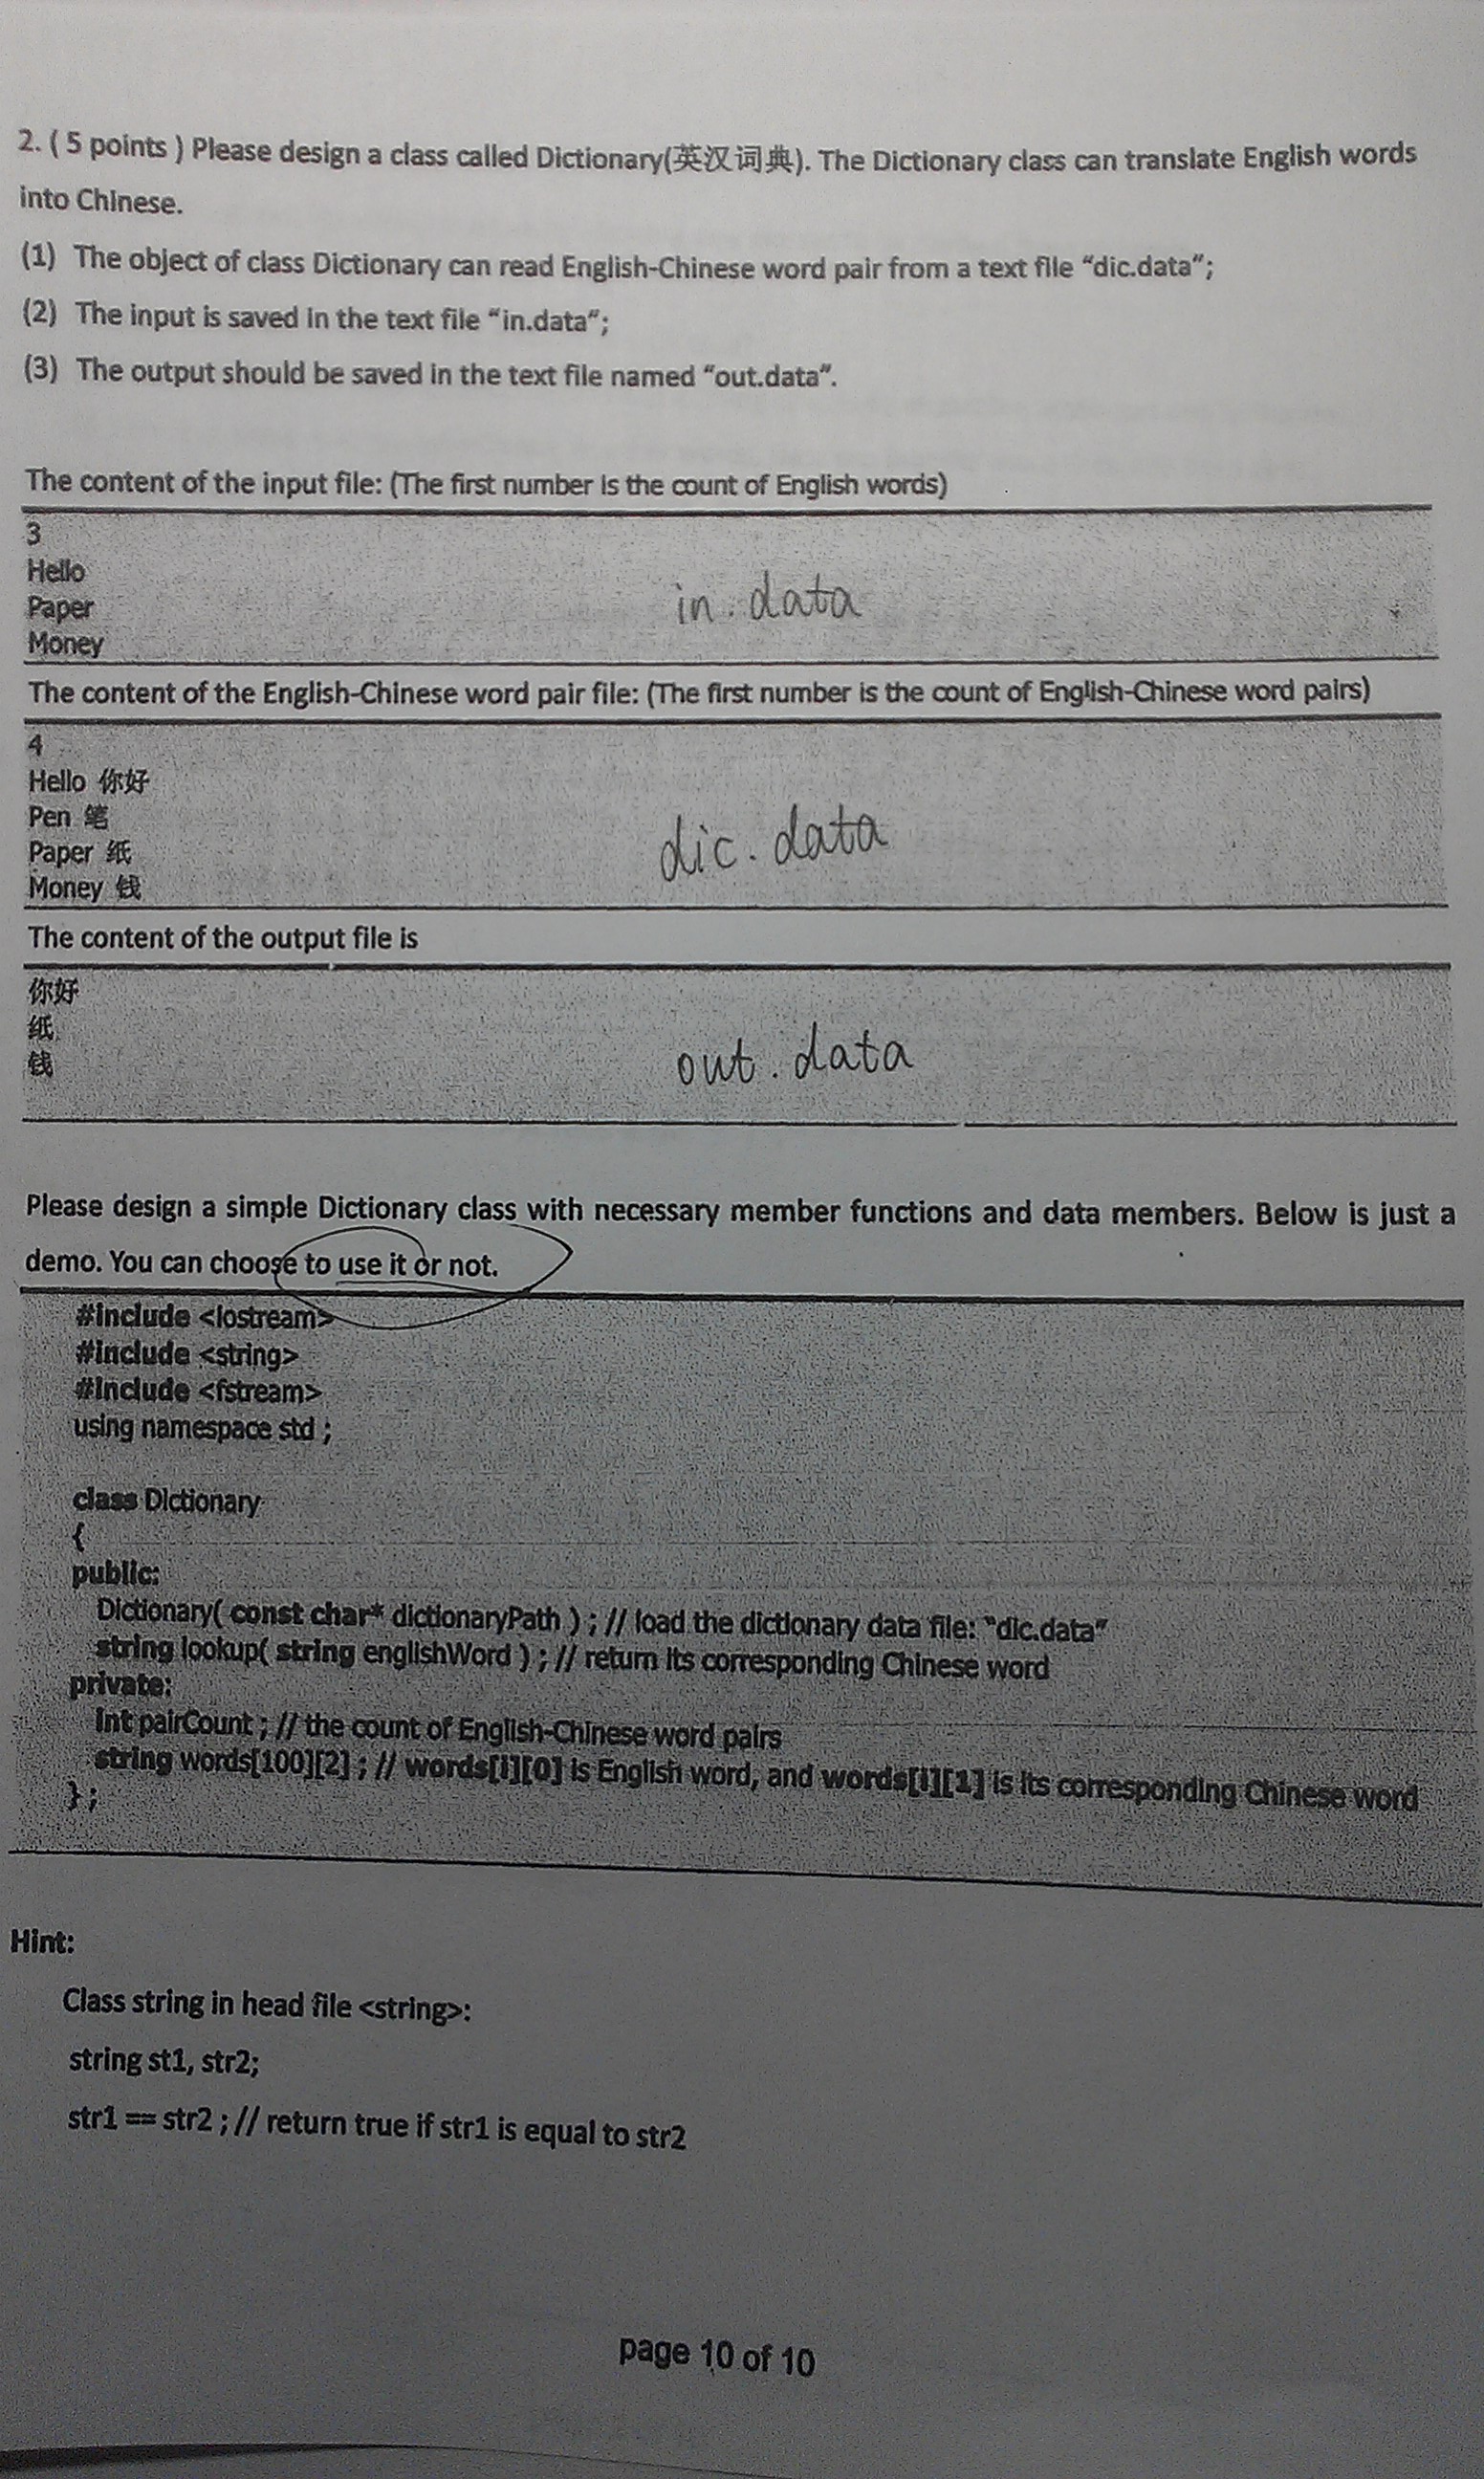 2. ( 5 points ) Please design a class called Dictionary(英汉词典). The Dictionary class can translate English words
into Chinese.
(1) The object of class Dictionary can read English-Chinese word pair from a text file “dic.data”;
(2) The input is saved in the text file “in.data”;
(3) The output should be saved in the text file named “out.data”.
The content of the input file: (The first number is the count of English words)
3
Hello
Paper
Money
in.data
The content of the English-Chinese word pair file: (The first number is the count of English-Chinese word pairs)
4
Hello 你好
Pen 笔
Paper 纸
Money 钱
dic.data
The content of the output file is
你好
纸
钱
out.data
Please design a simple Dictionary class with necessary member functions and data members. Below is just a
demo. You can choose to use it or not.
#include <iostream>
#include <string>
#include <fstream>
using namespace std ;
class Dictionary
{
public:
Dictionary( const char* dictionaryPath ) ; // load the dictionary data file: “dic.data”
string lookup( string englishWord ) ; // return its corresponding Chinese word
private:
int pairCount ; // the count of English-Chinese word pairs
string words[100][2] ; // words[i][0] is English word, and words[i][1] is its corresponding Chinese word
} ;
Hint:
Class string in head file <string>:
string st1, str2;
str1 == str2 ; // return true if str1 is equal to str2
page 10 of 10